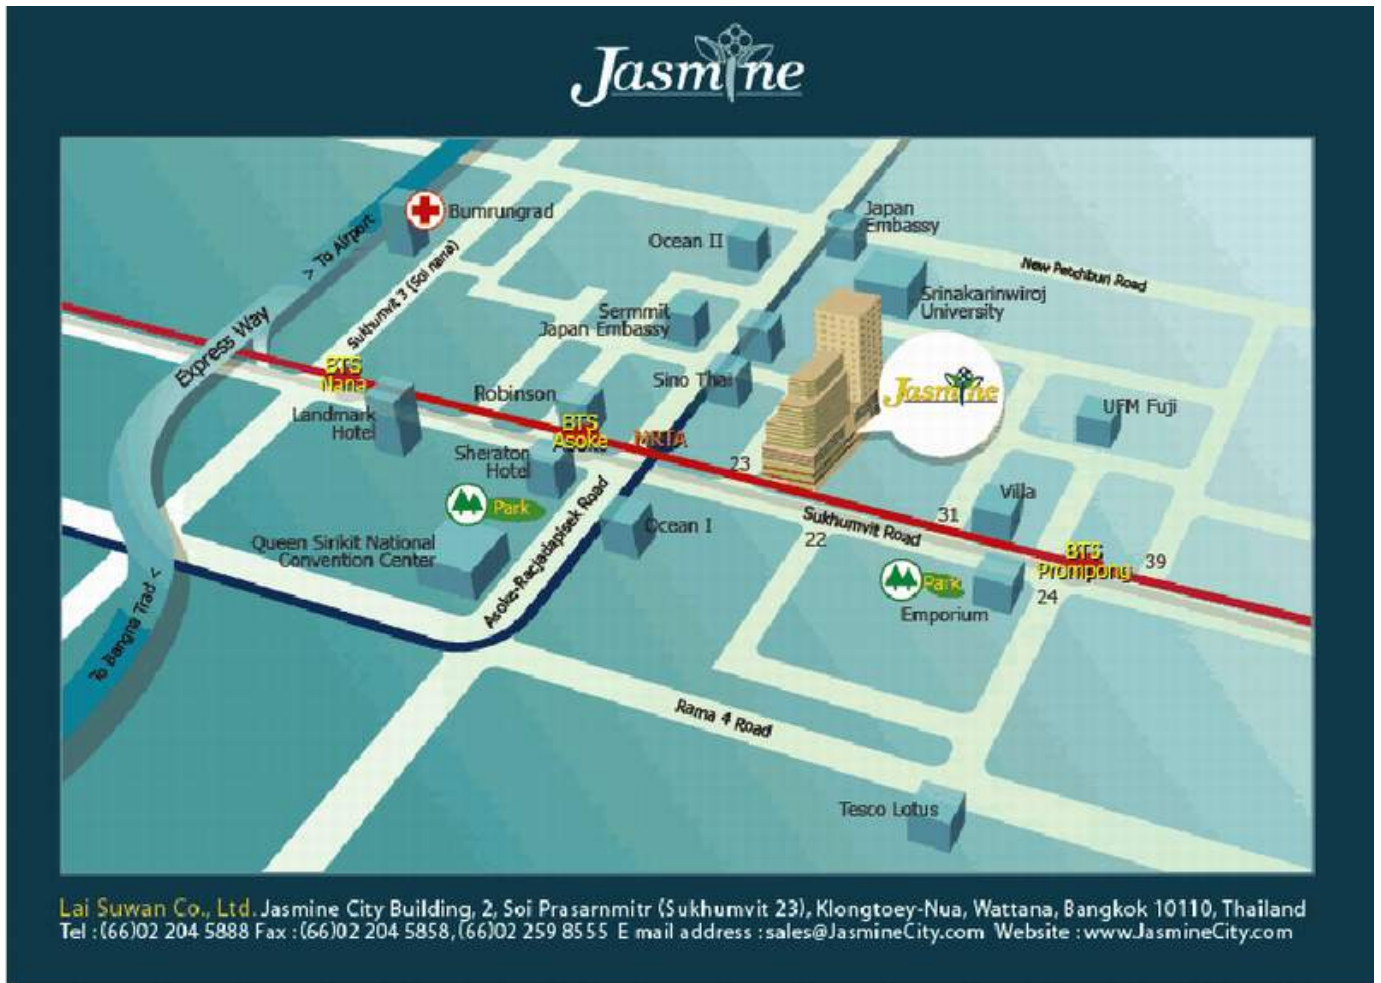 Jasmine
Bumrungrad
Japan
Embassy
Ocean II
> To Airport
Sukhumvit 3 (Soi nana)
New Petchburi Road
Srinakarinwiroj
University
Sermmit
Japan Embassy
Express Way
BTS
Nana
Sino Thai
Jasmine
Robinson
Landmark
Hotel
UFM Fuji
BTS
Asoke
Asoke
MRTA
Sheraton
Hotel
23
Villa
Park
31
Sukhumvit Road
22
Ocean I
Queen Sirikit National
Convention Center
Asoke-Racjadapisek Road
BTS
Prompong
39
Park
24
Emporium
To Bangna Trad <
Rama 4 Road
Tesco Lotus
Lai Suwan Co., Ltd. Jasmine City Building, 2, Soi Prasarnmitr (Sukhumvit 23), Klongtoey-Nua, Wattana, Bangkok 10110, Thailand
Tel :(66)02 204 5888 Fax :(66)02 204 5858, (66)02 259 8555 E mail address :sales@JasmineCity.com Website :www.JasmineCity.com